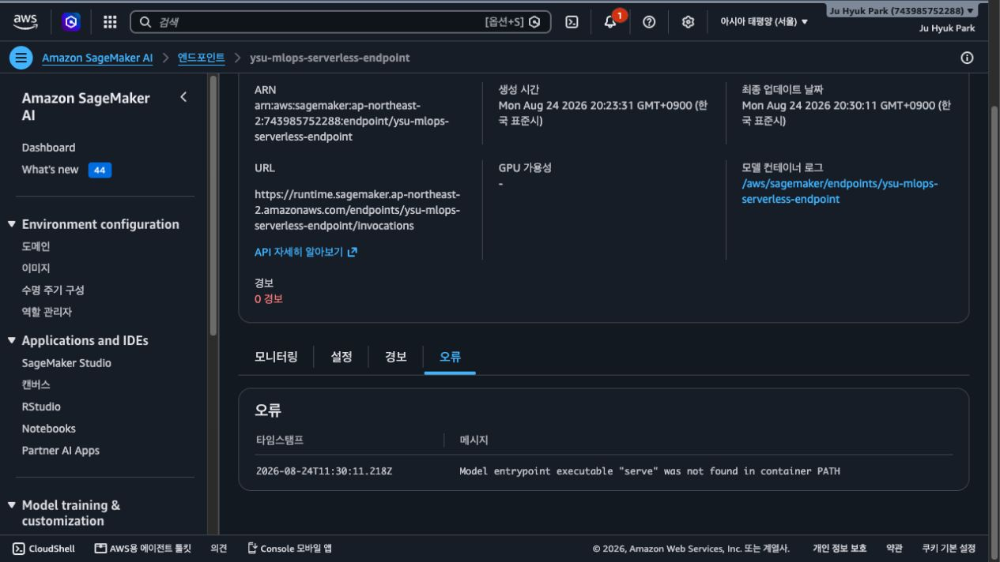 aws
검색
[옵션+S]
1
아시아 태평양 (서울) ▼
Ju Hyuk Park (743985752288) ▼
Ju Hyuk Park
Amazon SageMaker AI
엔드포인트
ysu-mlops-serverless-endpoint
Amazon SageMaker
AI
Dashboard
What's new 44
Environment configuration
도메인
이미지
수명 주기 구성
역할 관리자
Applications and IDEs
SageMaker Studio
캔버스
RStudio
Notebooks
Partner AI Apps
Model training &
customization
ARN
arn:aws:sagemaker:ap-northeast-
2:743985752288:endpoint/ysu-mlops-
serverless-endpoint
생성 시간
Mon Aug 24 2026 20:23:31 GMT+0900 (한
국 표준시)
최종 업데이트 날짜
Mon Aug 24 2026 20:30:11 GMT+0900 (한
국 표준시)
URL
https://runtime.sagemaker.ap-northeast-
2.amazonaws.com/endpoints/ysu-mlops-
serverless-endpoint/invocations
API 자세히 알아보기
GPU 가용성
-
모델 컨테이너 로그
/aws/sagemaker/endpoints/ysu-mlops-
serverless-endpoint
경보
0 경보
모니터링
설정
경보
오류
오류
타임스탬프
메시지
2026-08-24T11:30:11.218Z
Model entrypoint executable "serve" was not found in container PATH
CloudShell
AWS용 에이전트 툴킷
의견
Console 모바일 앱
© 2026, Amazon Web Services, Inc. 또는 계열사.
개인 정보 보호
약관
쿠키 기본 설정